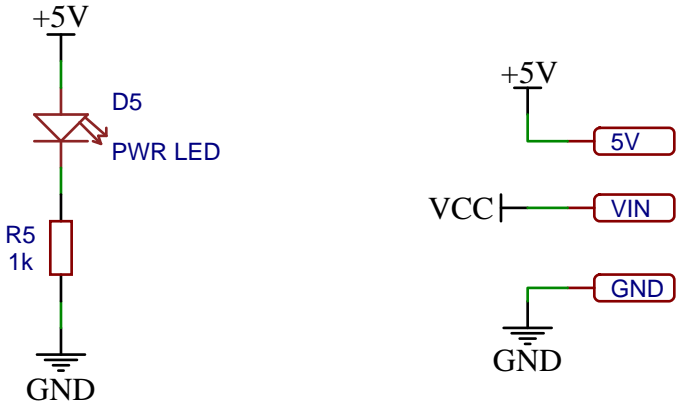 +5V
D5
PWR LED
R5
1k
GND
+5V
5V
VCC
VIN
GND
GND